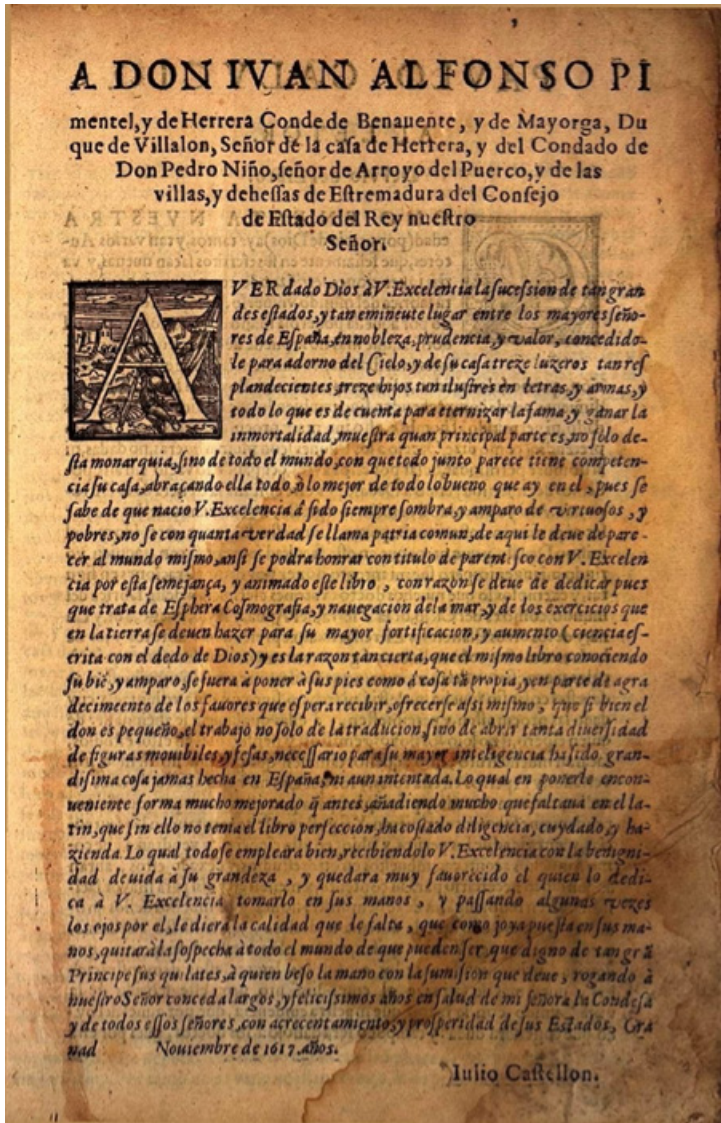 A DON IVAN ALFONSO PI
mentel, y de Herrera Conde de Benauente, y de Mayorga, Du
que de Villalon, Señor de la casa de Herrera, y del Condado de
Don Pedro Niño, señor de Arroyo del Puerco, y de las
villas, y dehessas de Estremadura del Consejo
de Estado del Rey nuestro
Señor.
AVER dado Dios à V. Excelencia la sucession de tan gran
des estados, y tan emineute lugar entre los mayores seño-
res de España, en nobleza, prudencia, y valor, concedido-
le para adorno del Cielo, y de su casa treze luzeros tan res
plandecientes, treze hijos tan ilustres en letras, y armas, y
todo lo que es de cuenta para eternizar la fama, y ganar la
inmortalidad, muestra quan principal parte es, no solo de-
sta monarquia, sino de todo el mundo, con que todo junto parece tiene competen-
cia su casa, abraçando ella todo, ò lo mejor de todo lo bueno que ay en el, pues se
sabe de que nacio V. Excelencia á sido siempre sombra, y amparo de virtuosos, y
pobres, no se con quanta verdad se llama patria comun, de aqui le deue de pare-
cer al mundo mismo, ansi se podra honrar con titulo de parentesco con V. Excelen
cia por esta semejança, y animado este libro, con razon se deue de dedicar pues
que trata de Esphera Cosmografia, y nauegacion dela mar, y de los exercicios que
en la tierra se deuen hazer para su mayor fortificacion, y aumento (ciencia es-
crita con el dedo de Dios) y es la razon tan cierta, que el mismo libro conociendo
su biē, y amparo, se fuera à poner à sus pies como à cosa tā propia, y en parte de agra
decimeento de los fauores que espera recibir, ofrecerse assi mismo, que si bien el
don es pequeño, el trabajo no solo de la traducion, sino de abrir tanta diuersidad
de figuras mouibiles, y fesas, necessario para su mayor inteligencia ha sido gran-
disima cosa jamas hecha en España, ni aun intentada. Lo qual en ponerle encon-
ueniente forma mucho mejorado q̃ antes, añadiendo mucho que faltaua en el la-
tin, que sin ello no tenia el libro perfeccion, ha costado diligencia, cuydado, y ha-
zienda. Lo qual todo se empleara bien, recibiendolo V. Excelencia con la benigni-
dad deuida à su grandeza, y quedara muy fauorecido el quien lo dedi-
ca à V. Excelencia tomarlo en sus manos, y passando algunas vezes
los ojos por el, le diera la calidad que le falta, que como joya puesta en sus ma-
nos, quitarà la sospecha à todo el mundo de que pueden ser, que digno de tan grā
Principe sus quilates, à quien beso la mano con la sumision que deue, rogando à
nuestro Señor conceda largos, y felicissimos años en salud de mi señora la Condesa
y de todos essos señores, con acrecentamiento, y prosperidad de sus Estados, Gra
nad Nouiembre de 1617. años.
Iulio Castellon.